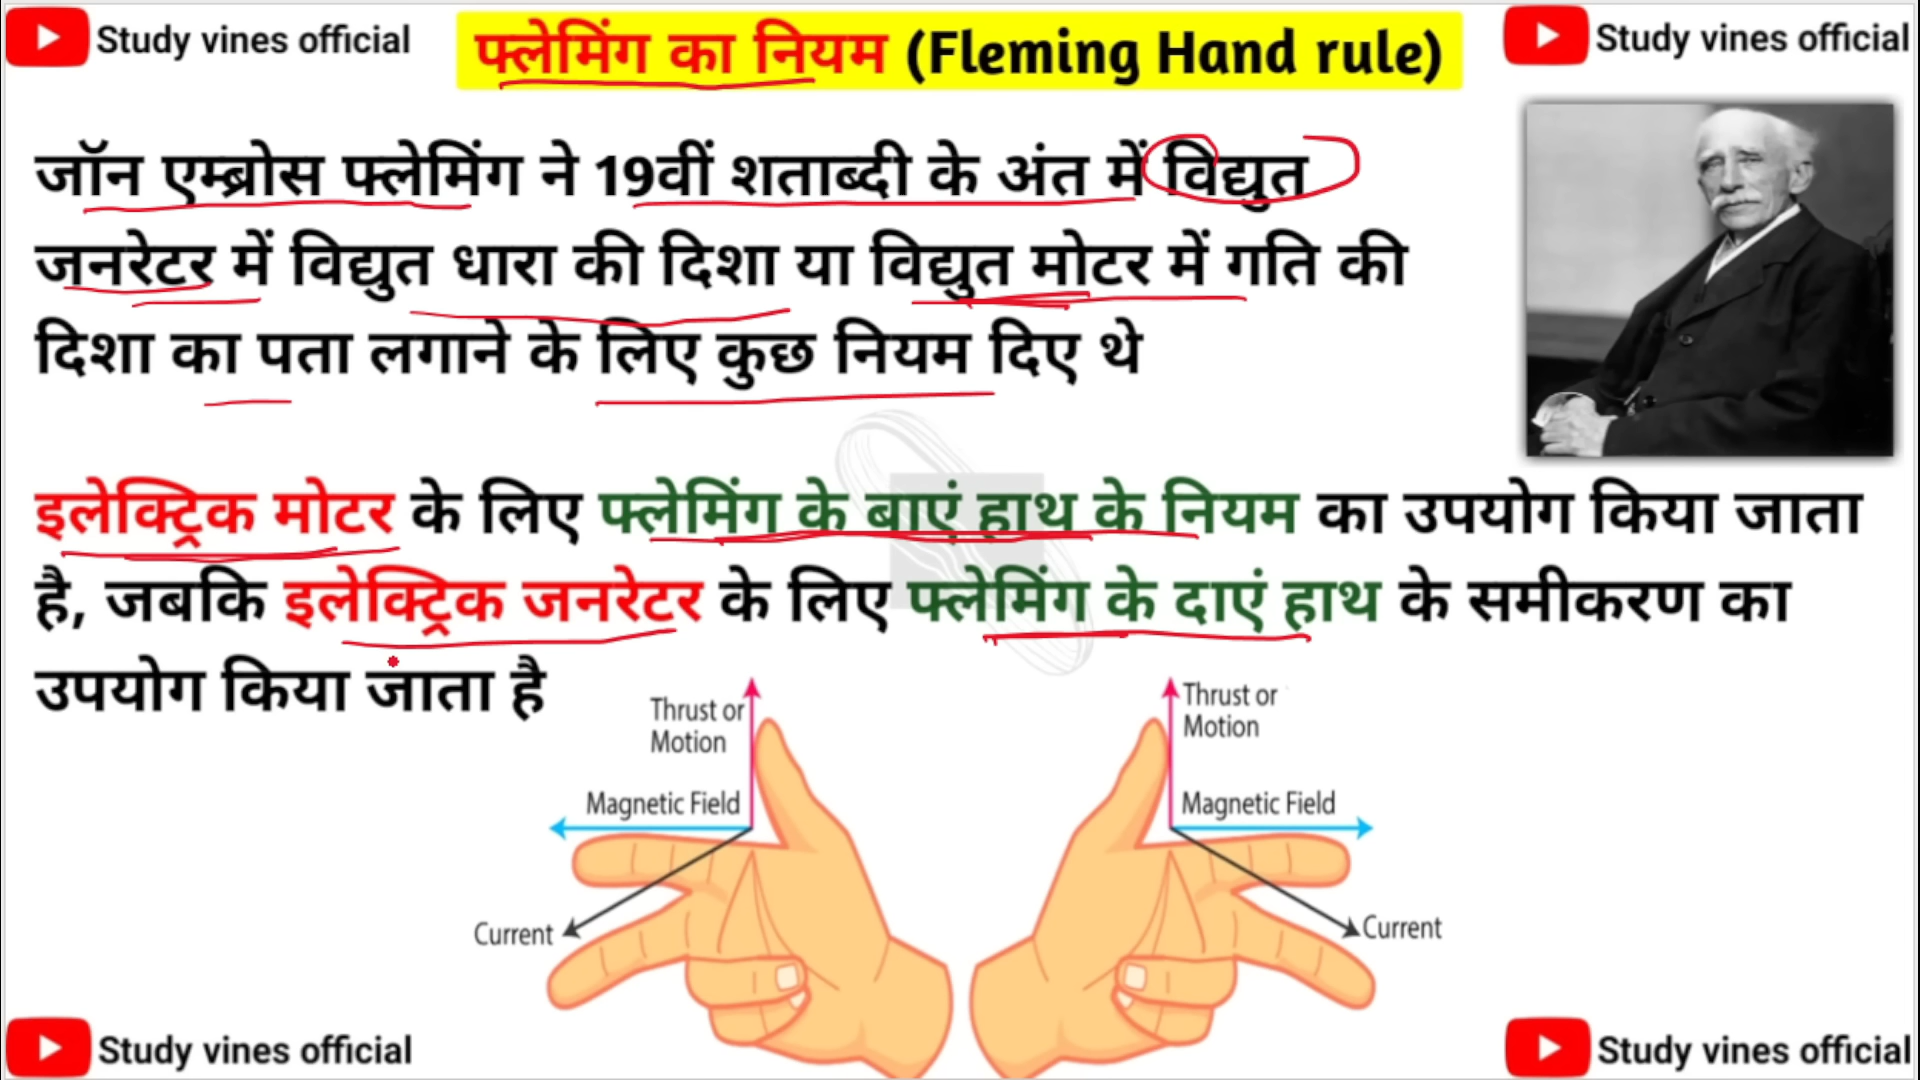 Study vines official
फ्लेमिंग का नियम (Fleming Hand rule)
Study vines official
जॉन एम्ब्रोस फ्लेमिंग ने 19वीं शताब्दी के अंत में विद्युत
जनरेटर में विद्युत धारा की दिशा या विद्युत मोटर में गति की
दिशा का पता लगाने के लिए कुछ नियम दिए थे
इलेक्ट्रिक मोटर के लिए फ्लेमिंग के बाएं हाथ के नियम का उपयोग किया जाता
है, जबकि इलेक्ट्रिक जनरेटर के लिए फ्लेमिंग के दाएं हाथ के समीकरण का
उपयोग किया जाता है
Thrust or
Motion
Magnetic Field
Current
Thrust or
Motion
Magnetic Field
Current
Study vines official
Study vines official